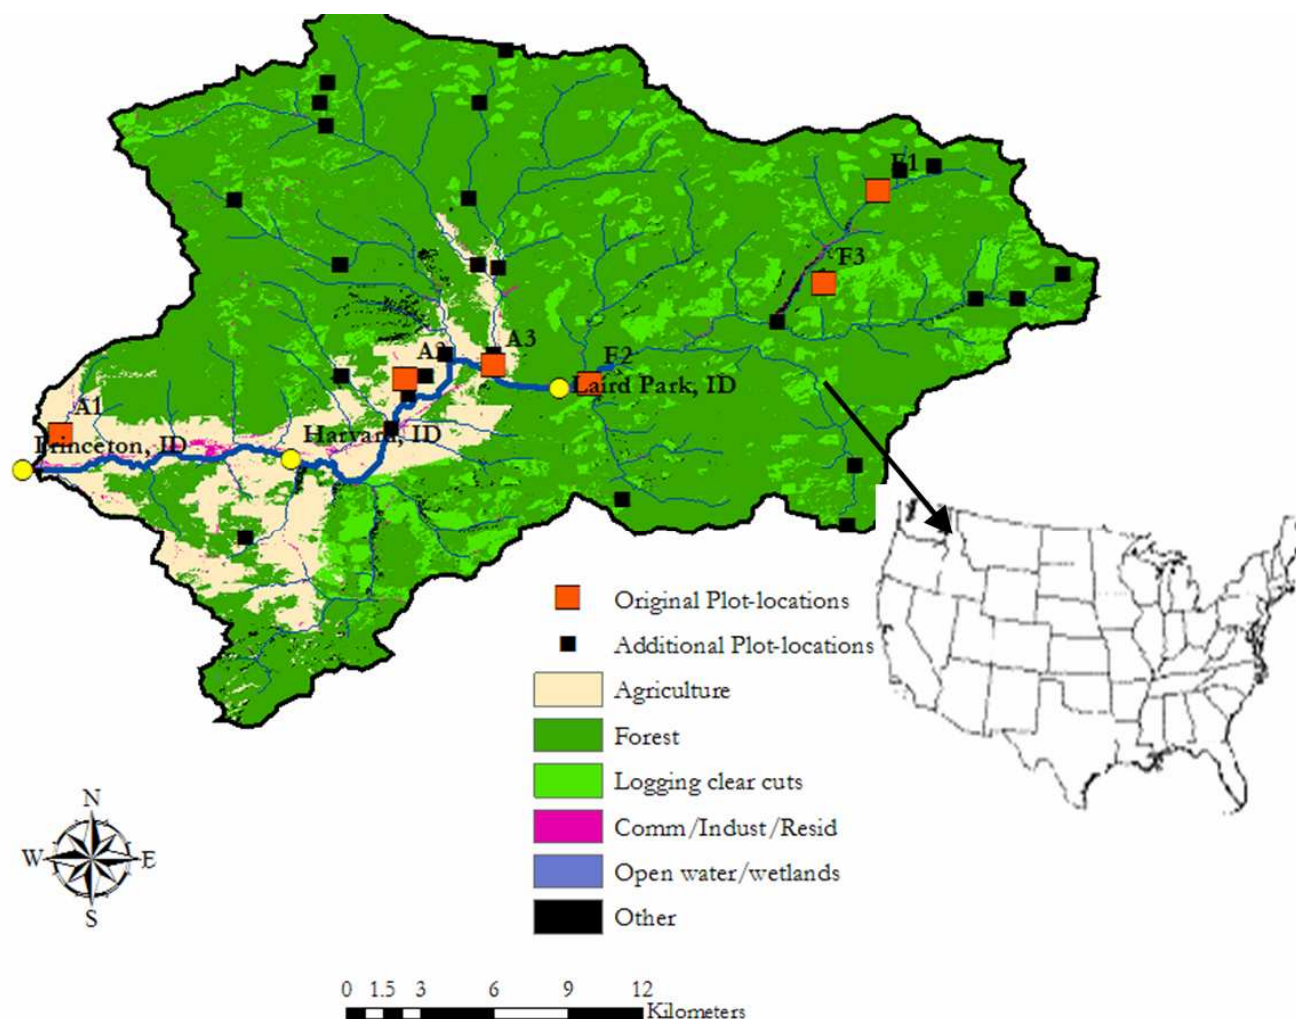 F1
F3
A3
A2
F2
Laird Park, ID
A1
Harvard, ID
Princeton, ID
Original Plot-locations
Additional Plot-locations
Agriculture
Forest
Logging clear cuts
Comm/Indust/Resid
Open water/wetlands
Other
N
W E
S
0 1.5 3 6 9 12
Kilometers